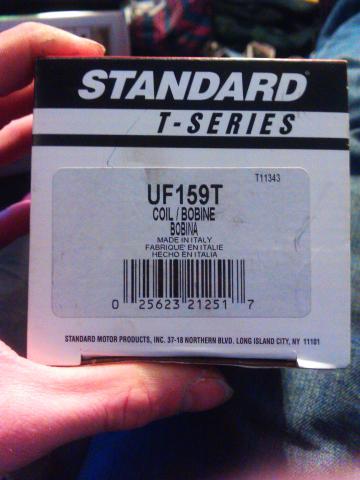 STANDARD®
T-SERIES
T11343
UF159T
COIL / BOBINE
BOBINA
MADE IN ITALY
FABRIQUE' EN ITALIE
HECHO EN ITALIA
0 25623 21251 7
STANDARD MOTOR PRODUCTS, INC. 37-18 NORTHERN BLVD. LONG ISLAND CITY, NY 11101